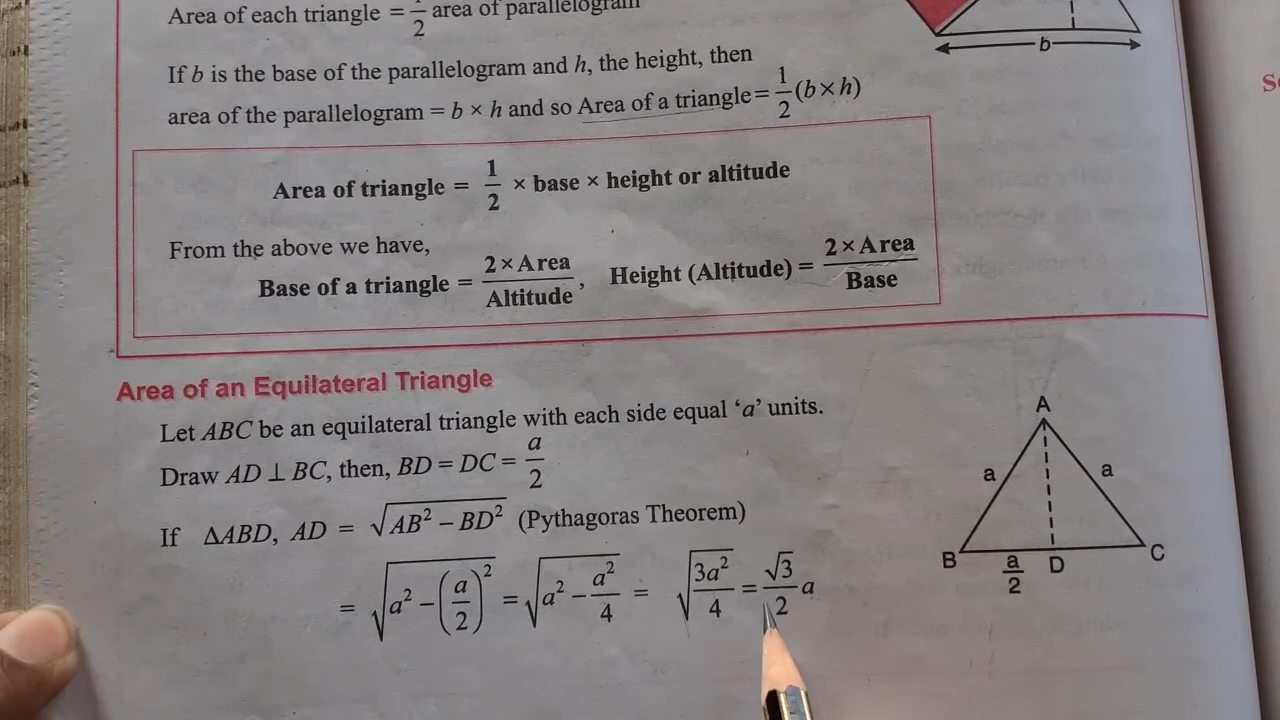 Area of each triangle = 1/2 area of parallelogram
b
If b is the base of the parallelogram and h, the height, then
area of the parallelogram = b × h and so Area of a triangle = 1/2 (b × h)
Area of triangle = 1/2 × base × height or altitude
From the above we have,
Base of a triangle = 2 × Area / Altitude , Height (Altitude) = 2 × Area / Base
Area of an Equilateral Triangle
Let ABC be an equilateral triangle with each side equal ‘a’ units.
Draw AD ⊥ BC, then, BD = DC = a/2
If ΔABD, AD = √(AB² − BD²) (Pythagoras Theorem)
= √(a² − (a/2)²) = √(a² − a²/4) = √(3a²/4) = √3/2 a
A
a a
B a/2 D C